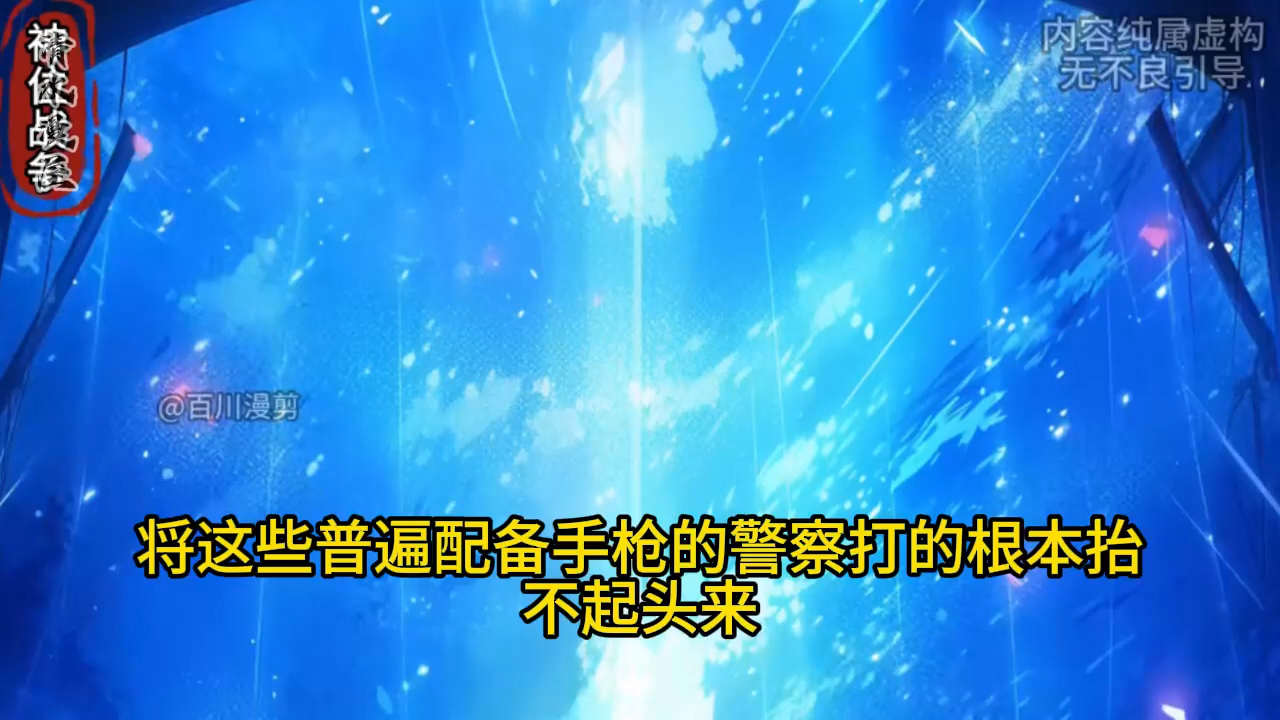 内容纯属虚构
无不良引导.
@百川漫剪
将这些普遍配备手枪的警察打的根本抬
不起头来